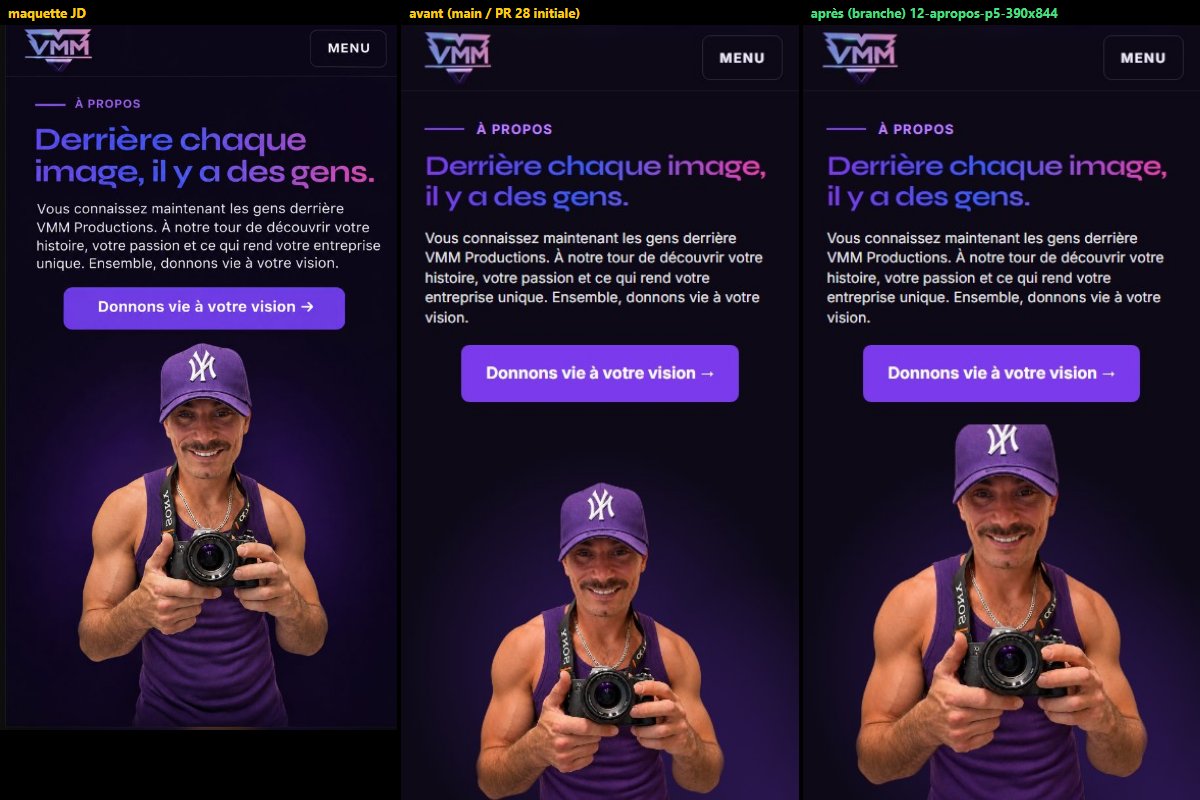 maquette JD
VMM
MENU
À PROPOS
Derrière chaque
image, il y a des gens.
Vous connaissez maintenant les gens derrière
VMM Productions. À notre tour de découvrir votre
histoire, votre passion et ce qui rend votre entreprise
unique. Ensemble, donnons vie à votre vision.
Donnons vie à votre vision →
SONY
avant (main / PR 28 initiale)
VMM
MENU
À PROPOS
Derrière chaque image,
il y a des gens.
Vous connaissez maintenant les gens derrière
VMM Productions. À notre tour de découvrir votre
histoire, votre passion et ce qui rend votre
entreprise unique. Ensemble, donnons vie à votre
vision.
Donnons vie à votre vision →
SONY
après (branche) 12-apropos-p5-390x844
VMM
MENU
À PROPOS
Derrière chaque image,
il y a des gens.
Vous connaissez maintenant les gens derrière
VMM Productions. À notre tour de découvrir votre
histoire, votre passion et ce qui rend votre
entreprise unique. Ensemble, donnons vie à votre
vision.
Donnons vie à votre vision →
SONY